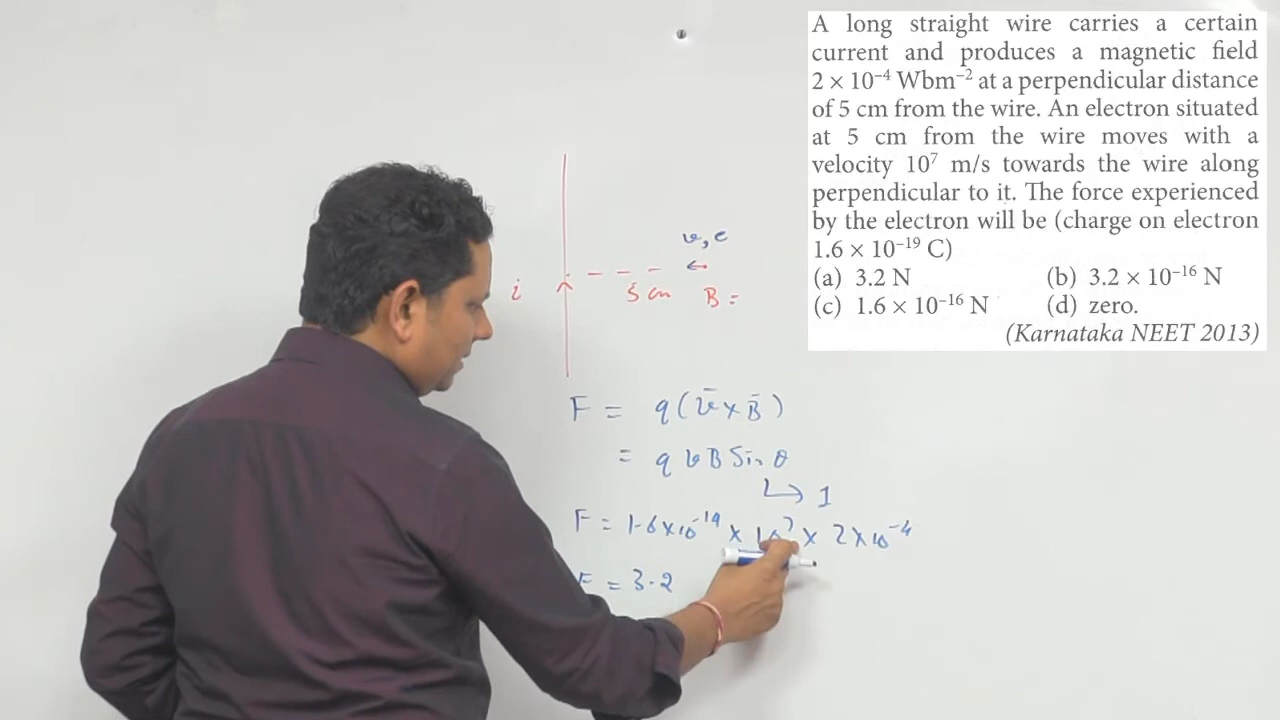 A long straight wire carries a certain
current and produces a magnetic field
2 × 10⁻⁴ Wbm⁻² at a perpendicular distance
of 5 cm from the wire. An electron situated
at 5 cm from the wire moves with a
velocity 10⁷ m/s towards the wire along
perpendicular to it. The force experienced
by the electron will be (charge on electron
1.6 × 10⁻¹⁹ C)
(a) 3.2 N (b) 3.2 × 10⁻¹⁶ N
(c) 1.6 × 10⁻¹⁶ N (d) zero.
(Karnataka NEET 2013)
v, e
i 5 cm B =
F = q(v̄ × B̄)
= q v B Sin θ
↳ 1
F = 1.6 × 10⁻¹⁹ × 10⁷ × 2 × 10⁻⁴
F = 3.2